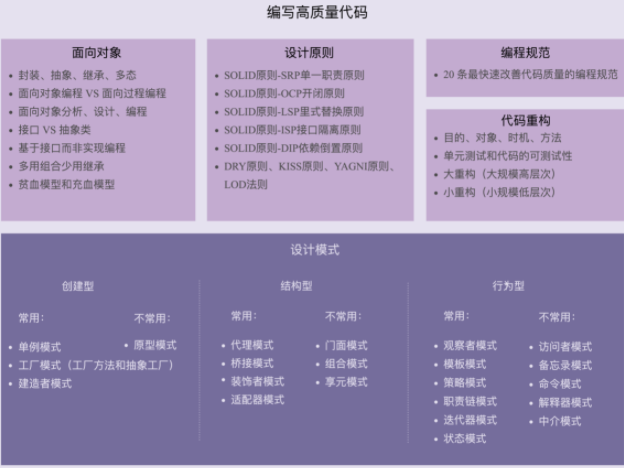 编写高质量代码
面向对象
封装、抽象、继承、多态
面向对象编程 VS 面向过程编程
面向对象分析、设计、编程
接口 VS 抽象类
基于接口而非实现编程
多用组合少用继承
贫血模型和充血模型
设计原则
SOLID原则-SRP单一职责原则
SOLID原则-OCP开闭原则
SOLID原则-LSP里式替换原则
SOLID原则-ISP接口隔离原则
SOLID原则-DIP依赖倒置原则
DRY原则、KISS原则、YAGNI原则、
LOD法则
编程规范
20 条最快速改善代码质量的编程规范
代码重构
目的、对象、时机、方法
单元测试和代码的可测试性
大重构（大规模高层次）
小重构（小规模低层次）
设计模式
创建型
常用：
单例模式
工厂模式（工厂方法和抽象工厂）
建造者模式
不常用：
原型模式
结构型
常用：
代理模式
桥接模式
装饰者模式
适配器模式
不常用：
门面模式
组合模式
享元模式
行为型
常用：
观察者模式
模板模式
策略模式
职责链模式
迭代器模式
状态模式
不常用：
访问者模式
备忘录模式
命令模式
解释器模式
中介模式